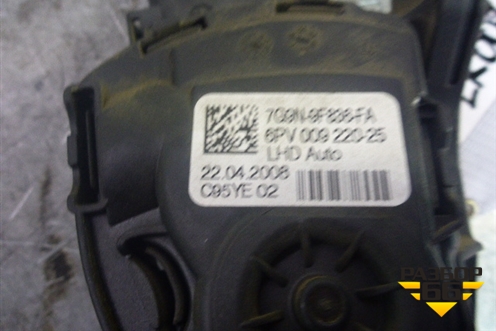 7G9N-9F836-FA
6PV 009 220-25
LHD Auto
22.04.2008
C95YE 02
РАЗБОР
66